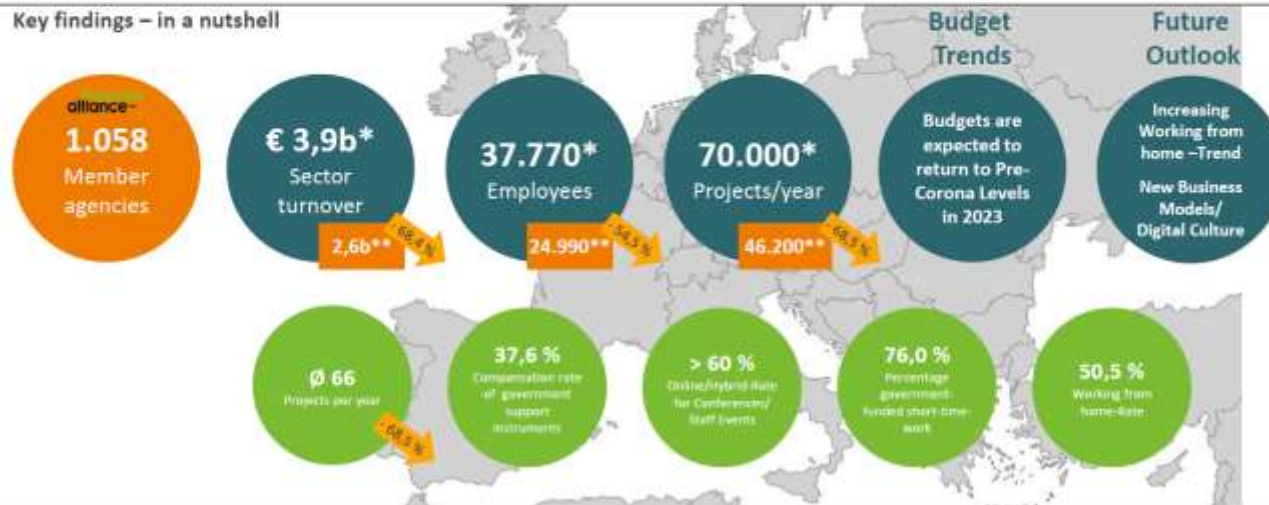 Key findings – in a nutshell
Budget
Trends
Future
Outlook
alliance
1.058
Member
agencies
€ 3,9b*
Sector
turnover
2,6b**
- 68,4 %
37.770*
Employees
24.990**
- 54,5 %
70.000*
Projects/year
46.200**
- 68,5 %
Budgets are
expected to
return to Pre-
Corona Levels
in 2023
Increasing
Working from
home –Trend
New Business
Models/
Digital Culture
Ø 66
Projects per year
- 68,5 %
37,6 %
Compensation rate
of government
support
instruments
> 60 %
Online/Hybrid-Rate
for Conferences/
Staff Events
76,0 %
Percentage
government-
funded short-time-
work
50,5 %
Working from
home-Rate